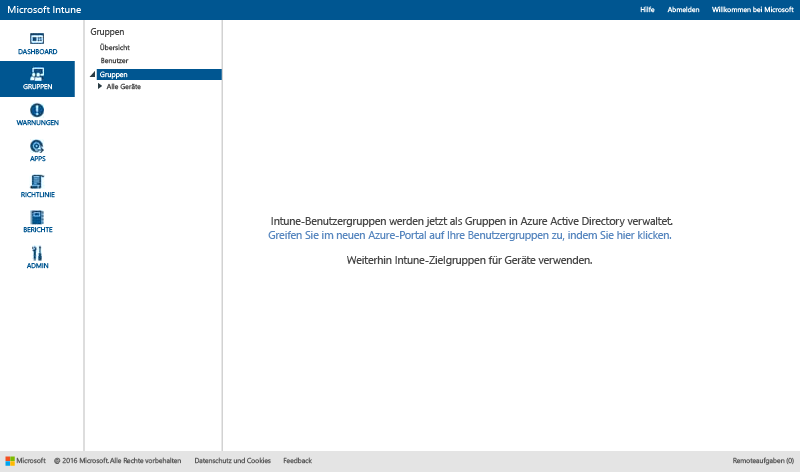 Microsoft Intune
Hilfe Abmelden Willkommen bei Microsoft
DASHBOARD
GRUPPEN
WARNUNGEN
APPS
RICHTLINIE
BERICHTE
ADMIN
Gruppen
Übersicht
Benutzer
Gruppen
Alle Geräte
Intune-Benutzergruppen werden jetzt als Gruppen in Azure Active Directory verwaltet.
Greifen Sie im neuen Azure-Portal auf Ihre Benutzergruppen zu, indem Sie hier klicken.
Weiterhin Intune-Zielgruppen für Geräte verwenden.
Microsoft @ 2016 Microsoft.Alle Rechte vorbehalten Datenschutz und Cookies Feedback Remoteaufgaben (0)